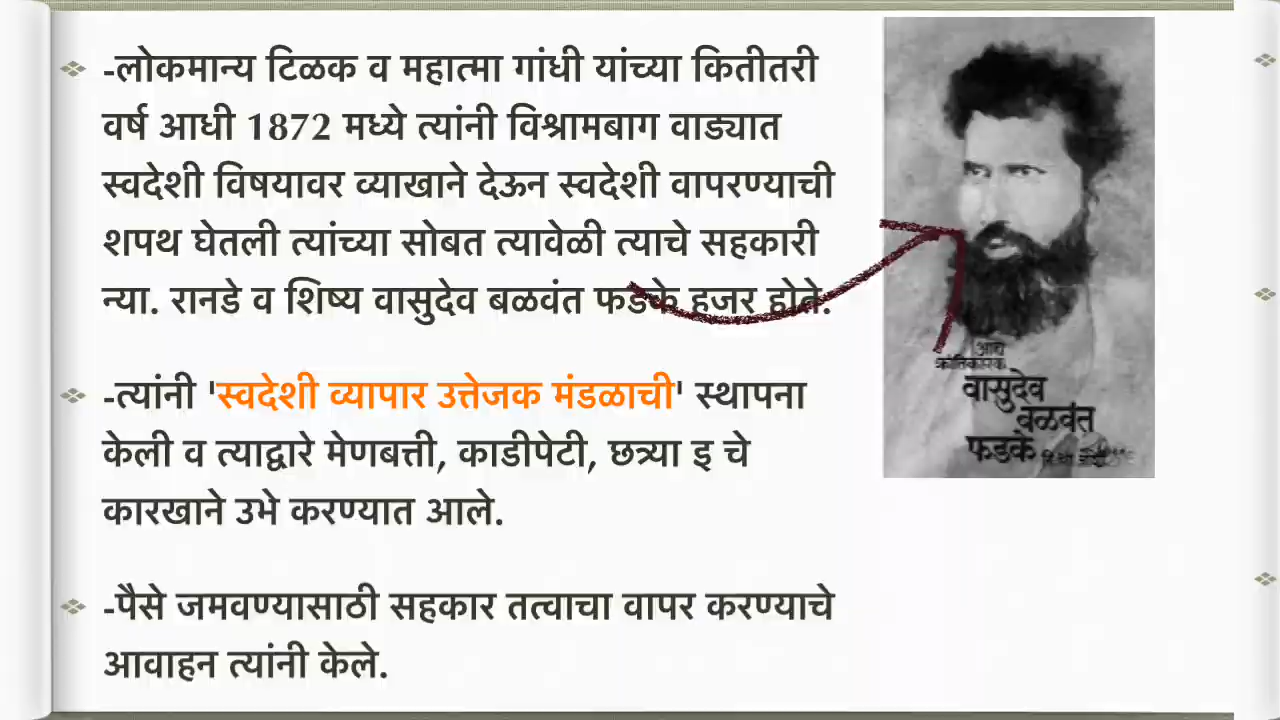 -लोकमान्य टिळक व महात्मा गांधी यांच्या कितीतरी
वर्ष आधी 1872 मध्ये त्यांनी विश्रामबाग वाड्यात
स्वदेशी विषयावर व्याखाने देऊन स्वदेशी वापरण्याची
शपथ घेतली त्यांच्या सोबत त्यावेळी त्याचे सहकारी
न्या. रानडे व शिष्य वासुदेव बळवंत फडके हजर होते.
-त्यांनी 'स्वदेशी व्यापार उत्तेजक मंडळाची' स्थापना
केली व त्याद्वारे मेणबत्ती, काडीपेटी, छत्र्या इ चे
कारखाने उभे करण्यात आले.
-पैसे जमवण्यासाठी सहकार तत्वाचा वापर करण्याचे
आवाहन त्यांनी केले.
आद्य
क्रांतिकारक
वासुदेव
बळवंत
फडके